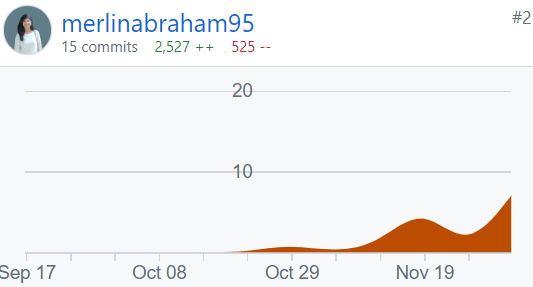 merlinabraham95
#2
15 commits 2,527 ++ 525 --
20
10
Sep 17 Oct 08 Oct 29 Nov 19